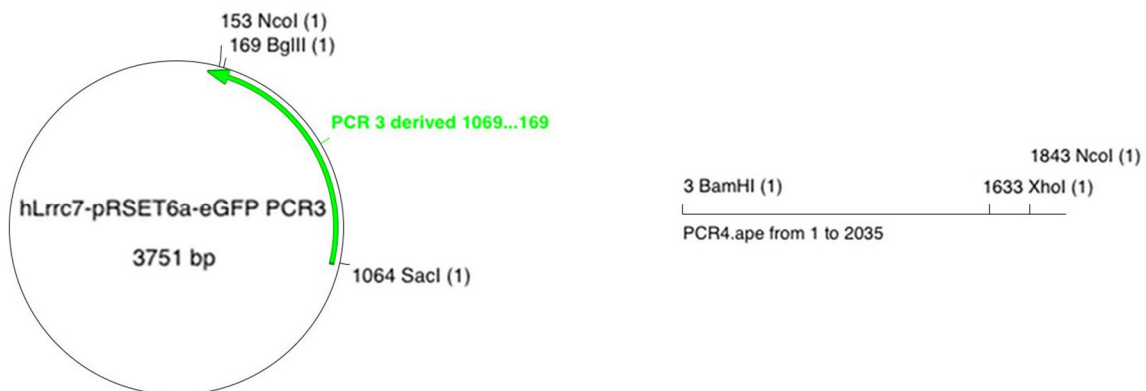 153 NcoI (1)
169 BglII (1)
PCR 3 derived 1069...169
hLrrc7-pRSET6a-eGFP PCR3
3751 bp
1064 SacI (1)
1843 NcoI (1)
3 BamHI (1)
1633 XhoI (1)
PCR4.ape from 1 to 2035